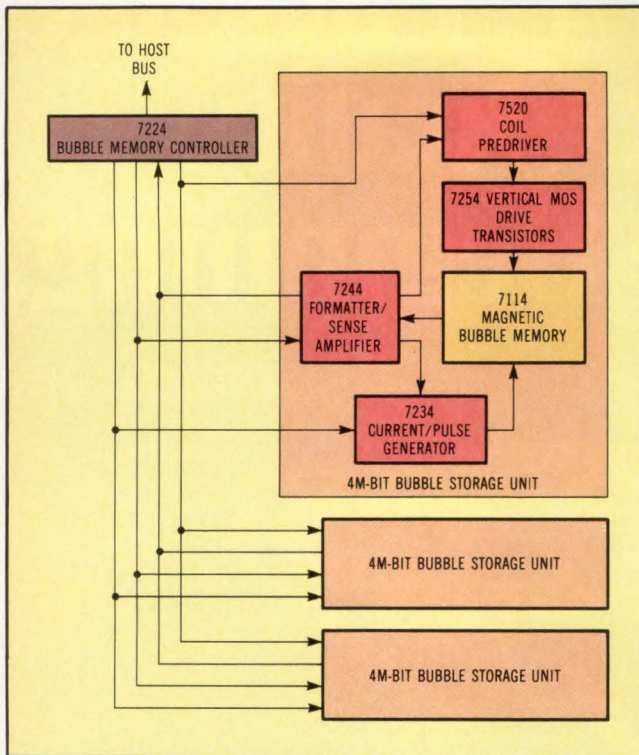 TO HOST
BUS
7224
BUBBLE MEMORY CONTROLLER
7520
COIL
PREDRIVER
7254 VERTICAL MOS
DRIVE
TRANSISTORS
7244
FORMATTER/
SENSE
AMPLIFIER
7114
MAGNETIC
BUBBLE MEMORY
7234
CURRENT/PULSE
GENERATOR
4M-BIT BUBBLE STORAGE UNIT
4M-BIT BUBBLE STORAGE UNIT
4M-BIT BUBBLE STORAGE UNIT